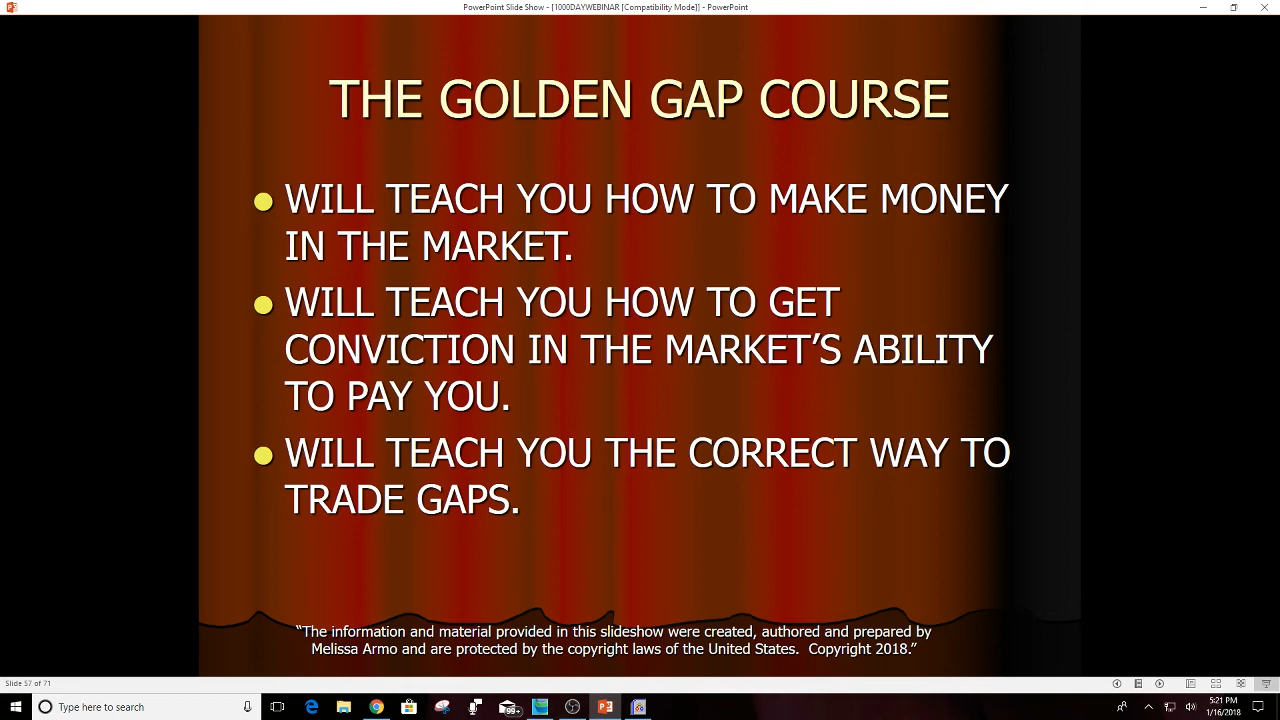 PowerPoint Slide Show - [1000DAYWEBINAR [Compatibility Mode]] - PowerPoint
THE GOLDEN GAP COURSE
WILL TEACH YOU HOW TO MAKE MONEY
IN THE MARKET.
WILL TEACH YOU HOW TO GET
CONVICTION IN THE MARKET’S ABILITY
TO PAY YOU.
WILL TEACH YOU THE CORRECT WAY TO
TRADE GAPS.
“The information and material provided in this slideshow were created, authored and prepared by
Melissa Armo and are protected by the copyright laws of the United States.  Copyright 2018.”
Slide 57 of 71
Type here to search
99+
5:21 PM
1/16/2018